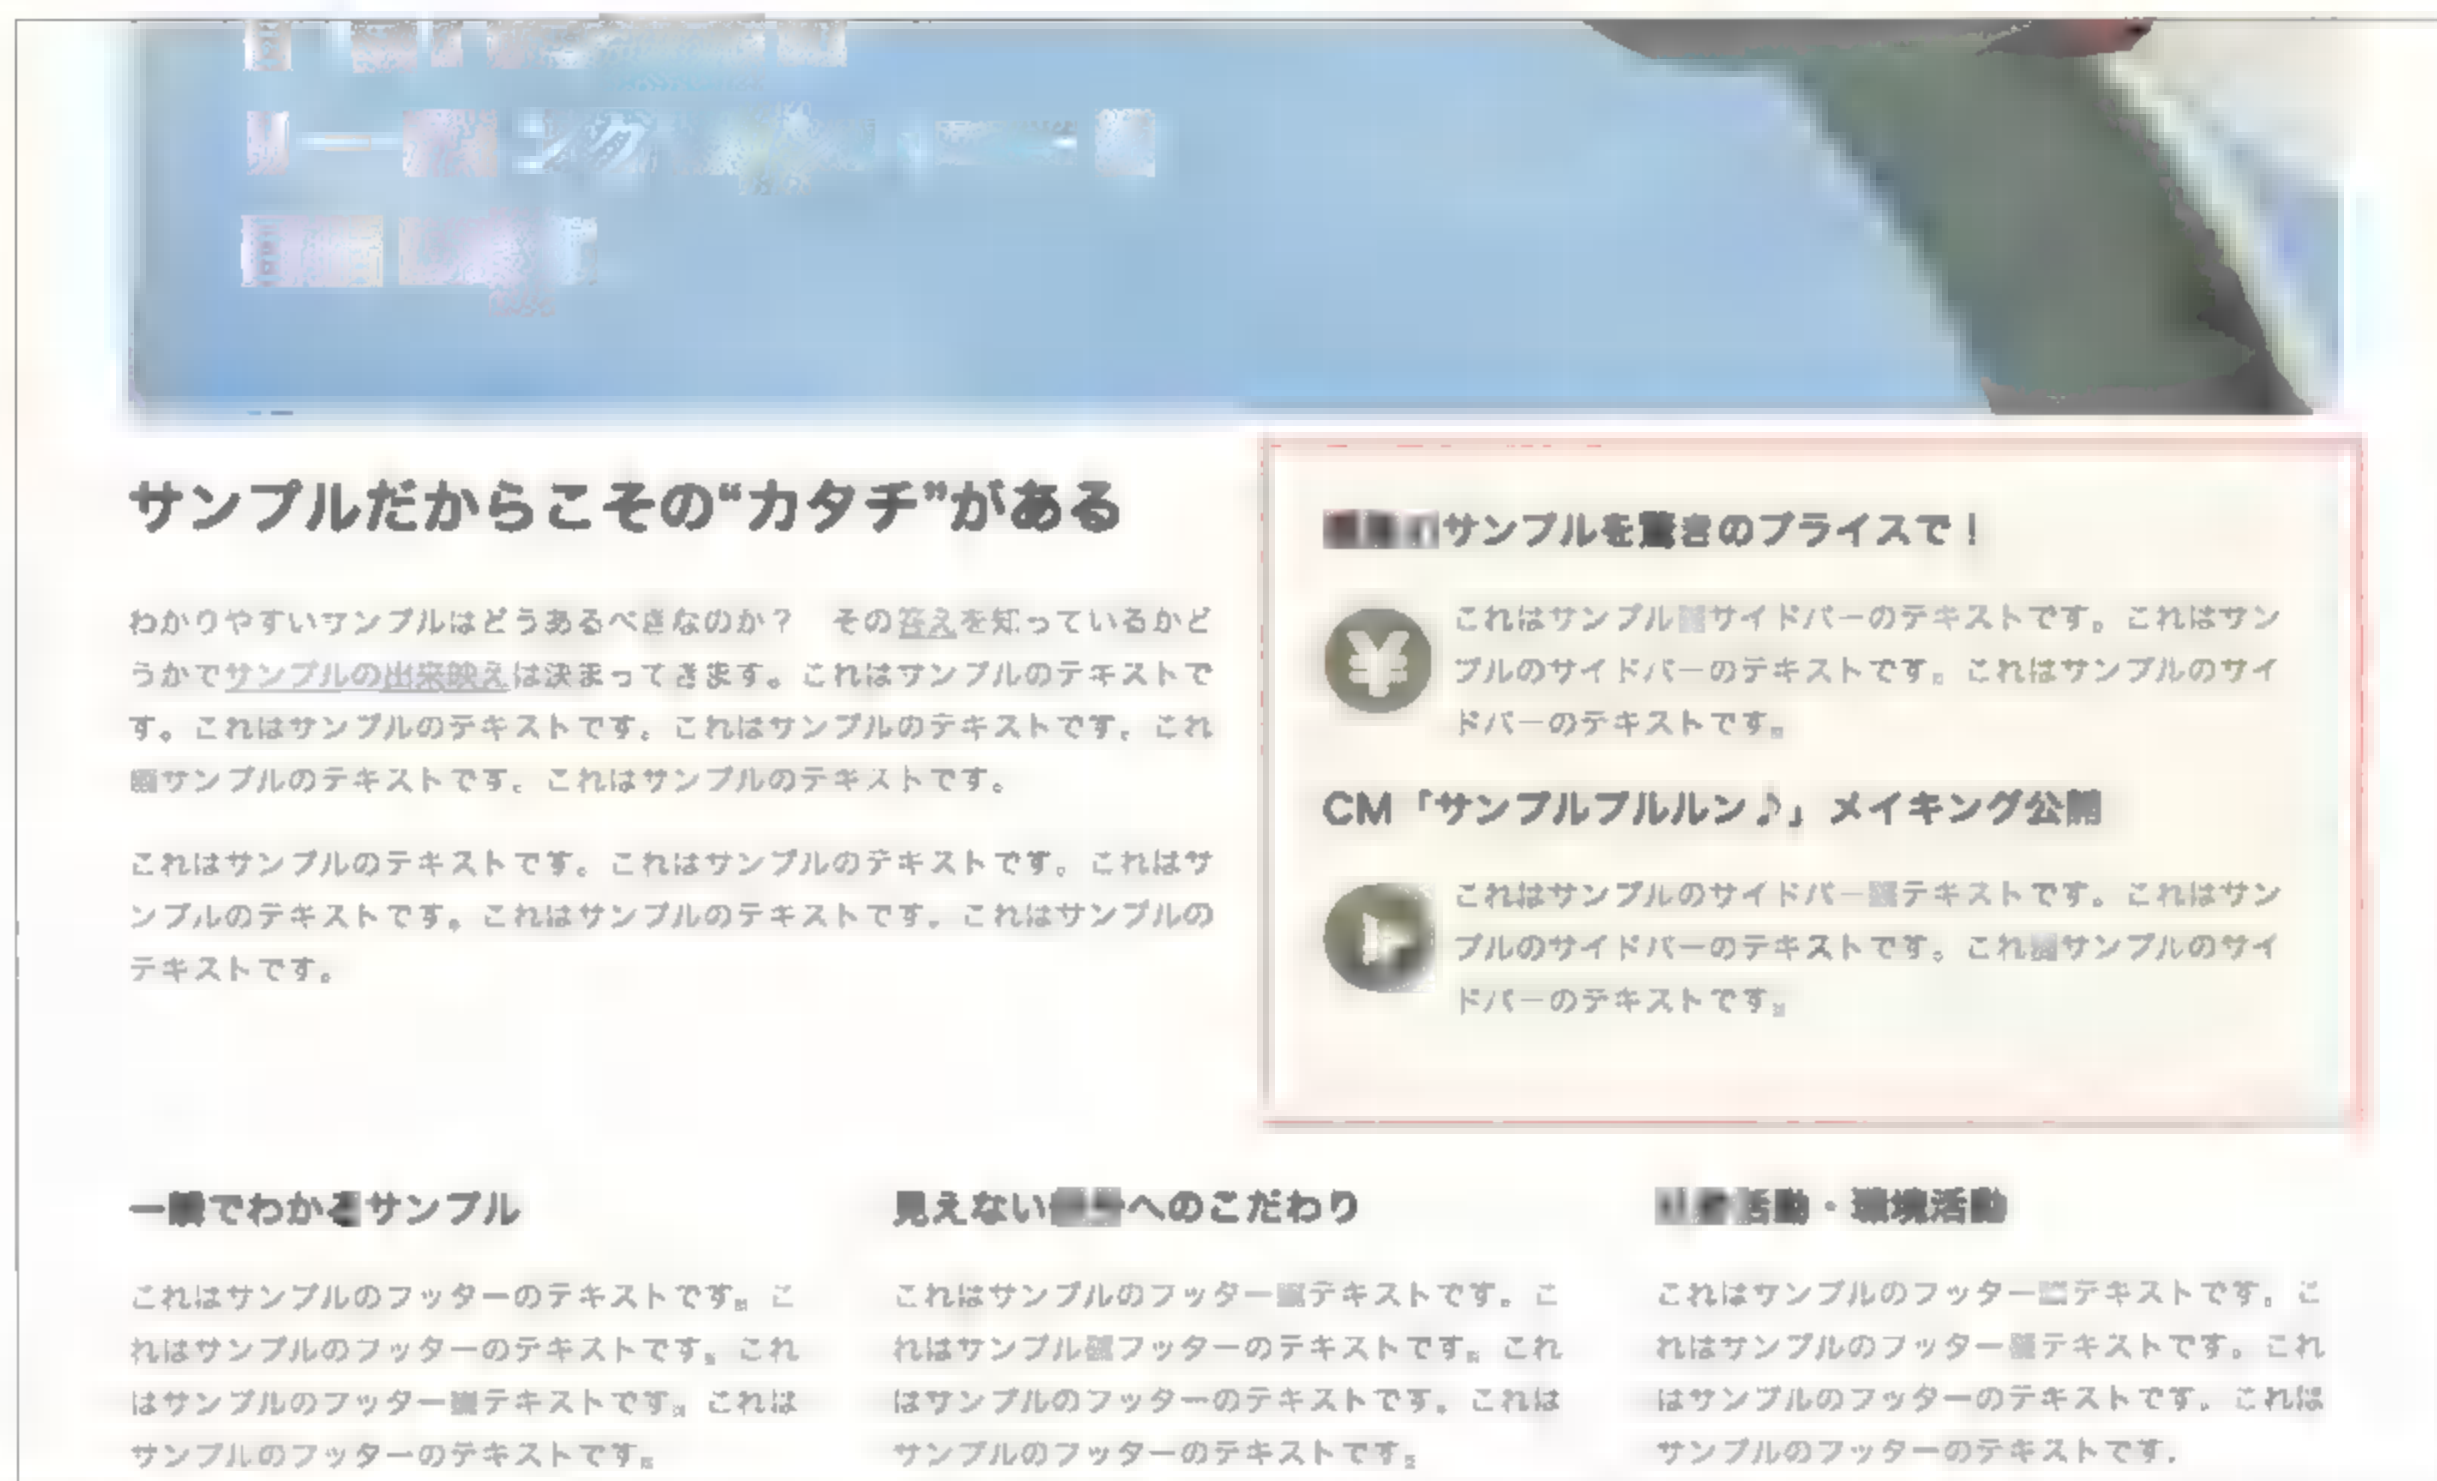 サンプルだからこその“カタチ”がある
わかりやすいサンプルはどうあるべきなのか？　その答えを知っているかど
うかでサンプルの出来映えは決まってきます。これはサンプルのテキストで
す。これはサンプルのテキストです。これはサンプルのテキストです。これ
サンプルのテキストです。これはサンプルのテキストです。
これはサンプルのテキストです。これはサンプルのテキストです。これはサ
ンプルのテキストです。これはサンプルのテキストです。これはサンプルの
テキストです。
サンプルを驚きのプライスで！
これはサンプル サイドバーのテキストです。これはサン
プルのサイドバーのテキストです。これはサンプルのサイ
ドバーのテキストです。
CM「サンプルプルルン♪」メイキング公開
これはサンプルのサイドバー テキストです。これはサン
プルのサイドバーのテキストです。これ サンプルのサイ
ドバーのテキストです。
一瞬でわかるサンプル
これはサンプルのフッターのテキストです。こ
れはサンプルのフッターのテキストです。これ
はサンプルのフッター テキストです。これは
サンプルのフッターのテキストです。
見えない へのこだわり
これはサンプルのフッター テキストです。こ
れはサンプル フッターのテキストです。これ
はサンプルのフッターのテキストです。これは
サンプルのフッターのテキストです。
活動・環境活動
これはサンプルのフッター テキストです。こ
れはサンプルのフッター テキストです。これ
はサンプルのフッターのテキストです。これは
サンプルのフッターのテキストです。